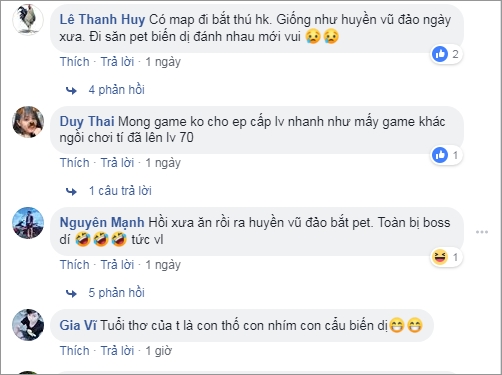 Lê Thanh Huy Có map đi bắt thú hk. Giống như huyền vũ đảo ngày
xưa. Đi săn pet biến dị đánh nhau mới vui 😢😢
2
Thích · Trả lời · 1 ngày
4 phản hồi
Duy Thai Mong game ko cho ep cấp lv nhanh như mấy game khác
ngồi chơi tí đã lên lv 70
1
Thích · Trả lời · 1 ngày
1 câu trả lời
Nguyên Mạnh Hồi xưa ăn rồi ra huyền vũ đảo bắt pet. Toàn bị boss
dí 🤣🤣🤣 tức vl
1
Thích · Trả lời · 1 ngày
5 phản hồi
Gia Vĩ Tuổi thơ của t là con thố con nhím con cẩu biến dị😁😁
Thích · Trả lời · 1 giờ